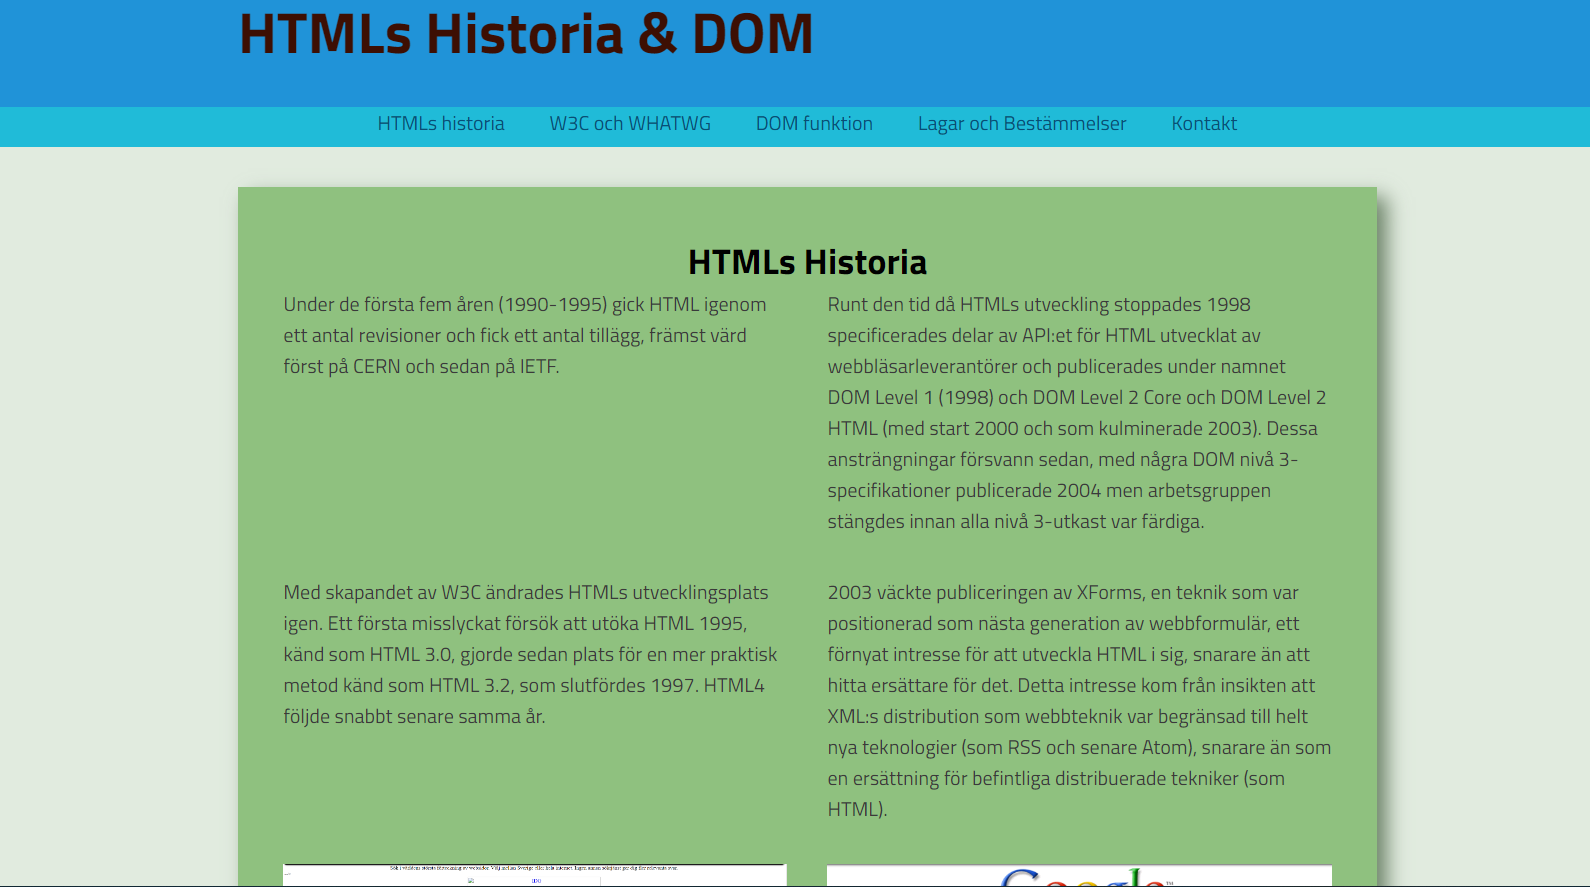 HTMLs Historia & DOM
HTMLs historia
W3C och WHATWG
DOM funktion
Lagar och Bestämmelser
Kontakt
HTMLs Historia
Under de första fem åren (1990-1995) gick HTML igenom
ett antal revisioner och fick ett antal tillägg, främst värd
först på CERN och sedan på IETF.
Runt den tid då HTMLs utveckling stoppades 1998
specificerades delar av API:et för HTML utvecklat av
webbläsarleverantörer och publicerades under namnet
DOM Level 1 (1998) och DOM Level 2 Core och DOM Level 2
HTML (med start 2000 och som kulminerade 2003). Dessa
ansträngningar försvann sedan, med några DOM nivå 3-
specifikationer publicerade 2004 men arbetsgruppen
stängdes innan alla nivå 3-utkast var färdiga.
Med skapandet av W3C ändrades HTMLs utvecklingsplats
igen. Ett första misslyckat försök att utöka HTML 1995,
känd som HTML 3.0, gjorde sedan plats för en mer praktisk
metod känd som HTML 3.2, som slutfördes 1997. HTML4
följde snabbt senare samma år.
2003 väckte publiceringen av XForms, en teknik som var
positionerad som nästa generation av webbformulär, ett
förnyat intresse för att utveckla HTML i sig, snarare än att
hitta ersättare för det. Detta intresse kom från insikten att
XML:s distribution som webbteknik var begränsad till helt
nya teknologier (som RSS och senare Atom), snarare än som
en ersättning för befintliga distribuerade tekniker (som
HTML).
Google